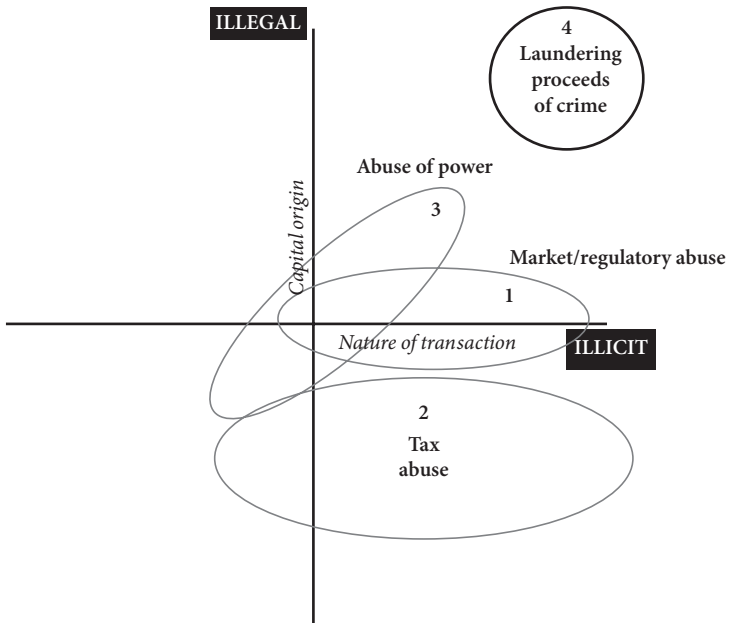 ILLEGAL
4
Laundering
proceeds
of crime
Abuse of power
3
Capital origin
Market/regulatory abuse
1
Nature of transaction
ILLICIT
2
Tax
abuse